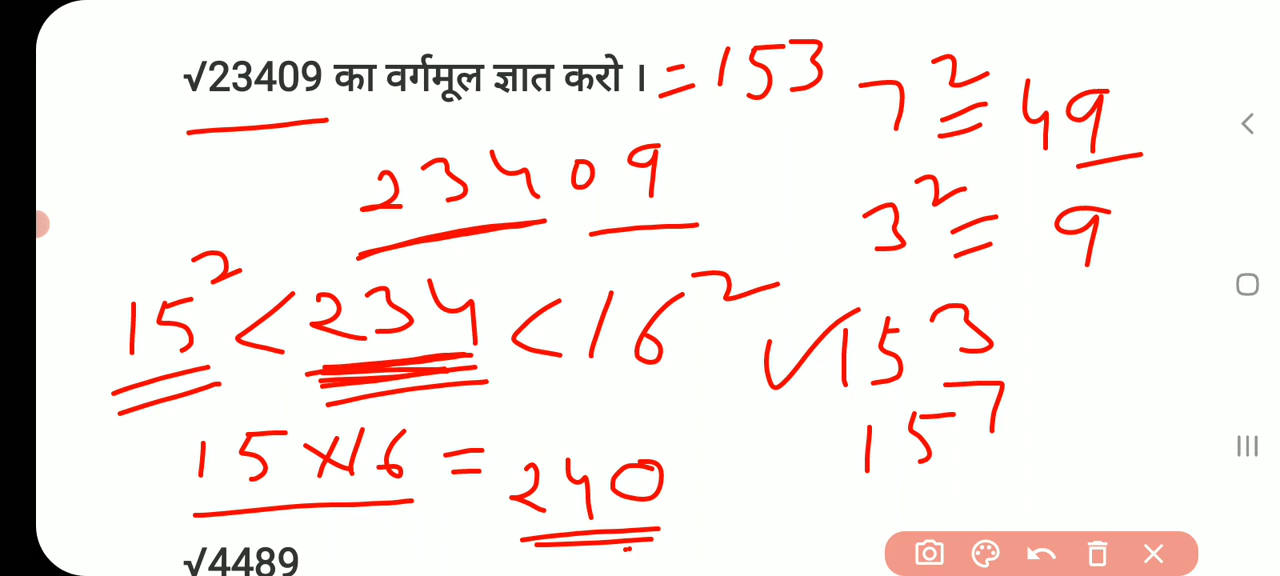 √23409 का वर्गमूल ज्ञात करो । = 153
7² = 49
23409
3² = 9
15² < 234 < 16²
153
157
15×16 = 240
√4489